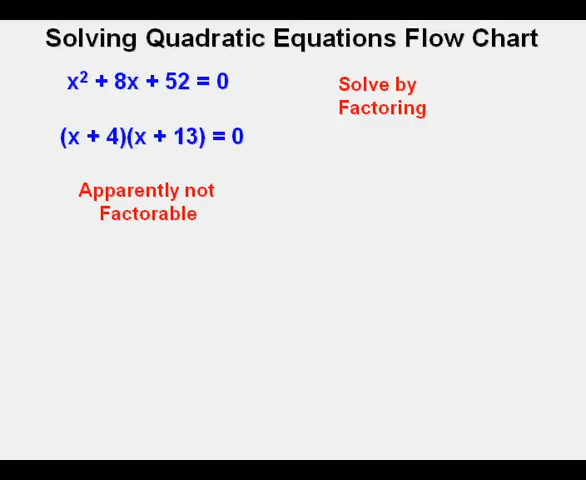 Solving Quadratic Equations Flow Chart
x² + 8x + 52 = 0
Solve by
Factoring
(x + 4)(x + 13) = 0
Apparently not
Factorable